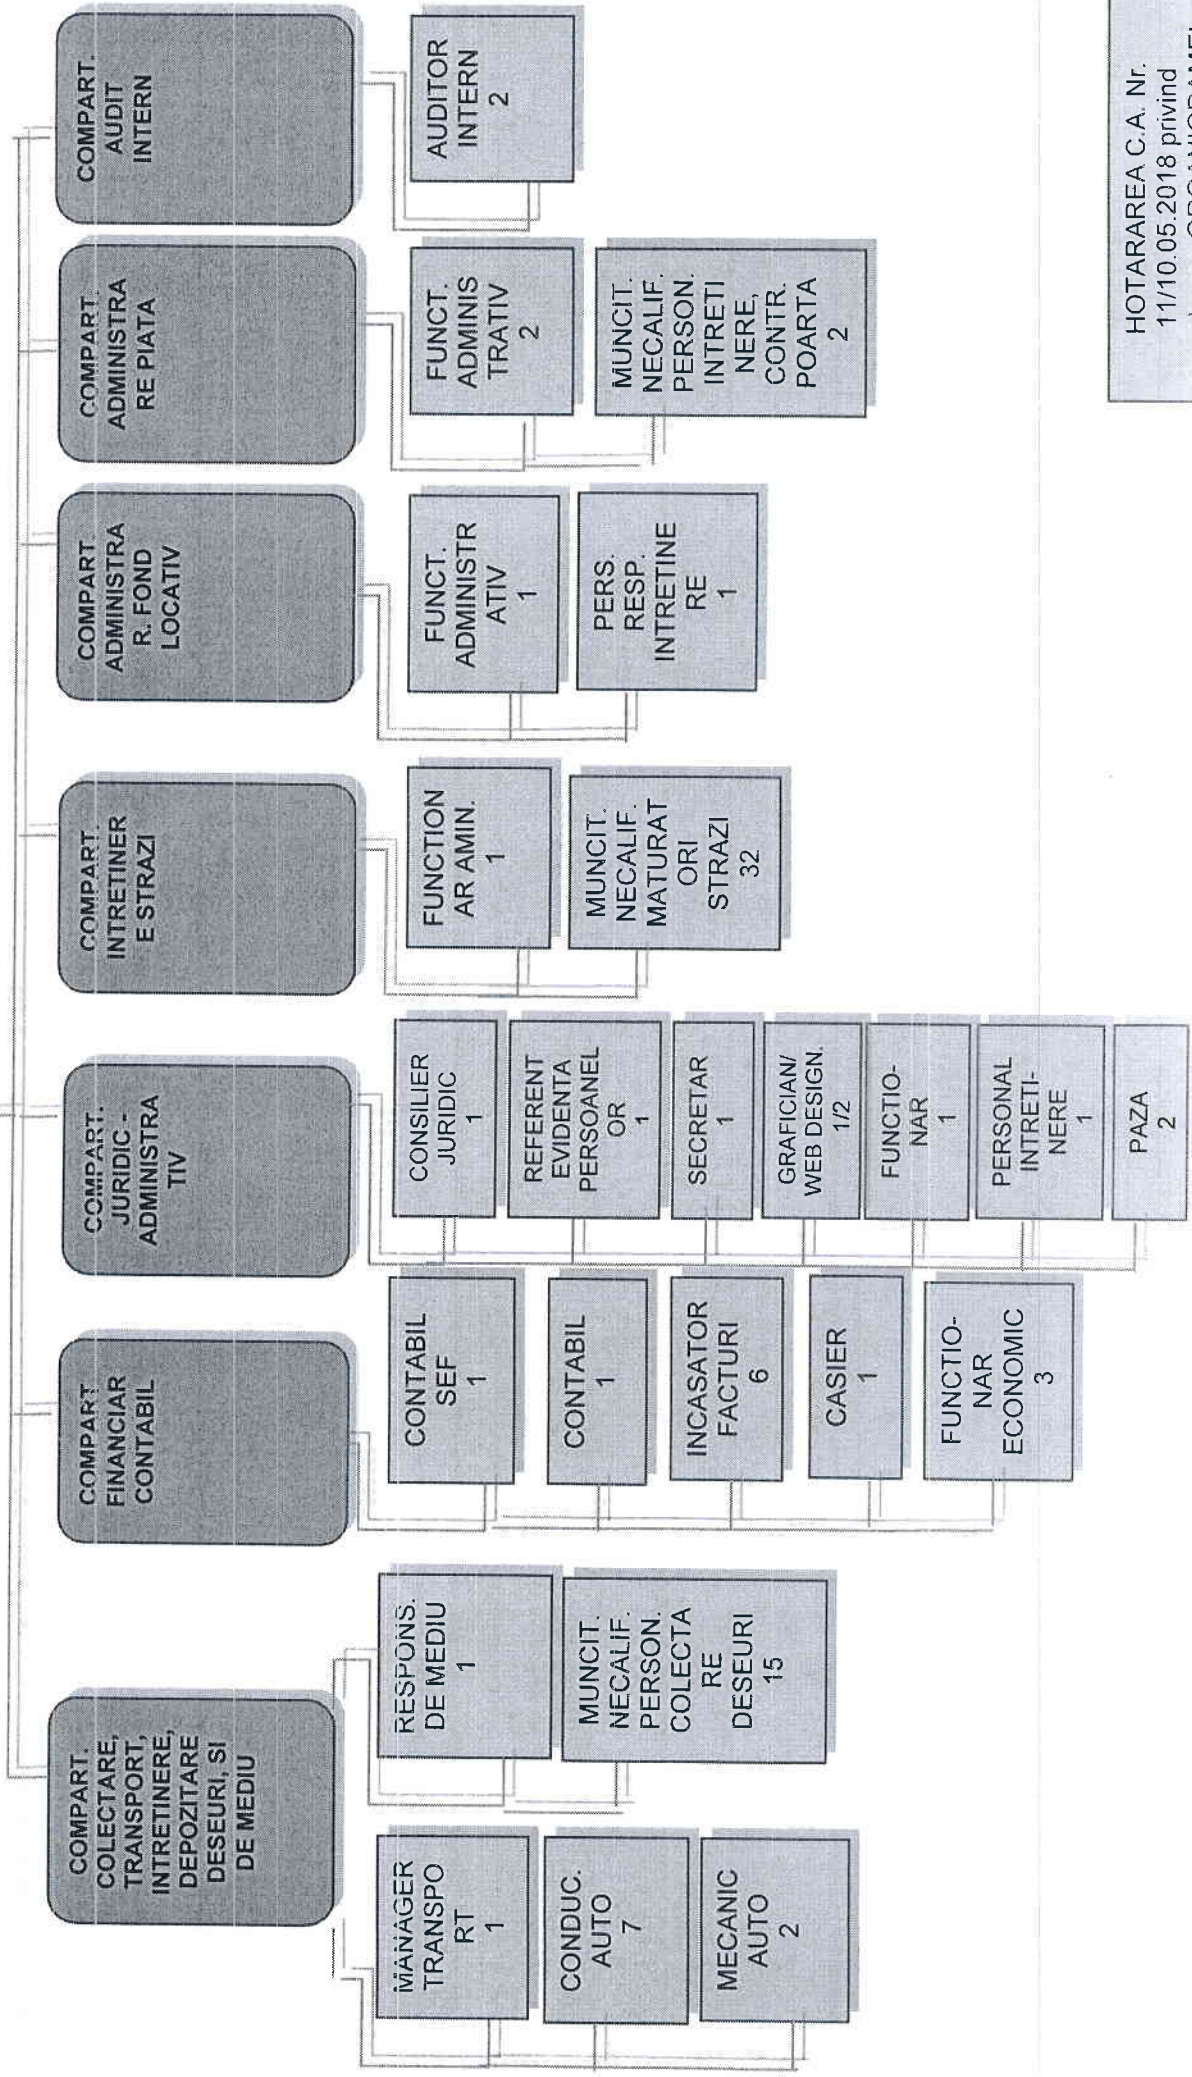 COMPART.
COLECTARE,
TRANSPORT,
INTRETINERE,
DEPOZITARE
DESEURI, SI
DE MEDIU
MANAGER
TRANSPO
RT
1
CONDUC.
AUTO
7
MECANIC
AUTO
2
RESPONS.
DE MEDIU
1
MUNCIT.
NECALIF.
PERSON.
COLECTA
RE
DESEURI
15
COMPART.
FINANCIAR
CONTABIL
CONTABIL
SEF
1
CONTABIL
1
INCASATOR
FACTURI
6
CASIER
1
FUNCTIO-
NAR
ECONOMIC
3
COMPART.
JURIDIC -
ADMINISTRA
TIV
CONSILIER
JURIDIC
1
REFERENT
EVIDENTA
PERSOANEL
OR
1
SECRETAR
1
GRAFICIAN/
WEB DESIGN.
1/2
FUNCTIO-
NAR
1
PERSONAL
INTRETI-
NERE
1
PAZA
2
COMPART.
INTRETINER
E STRAZI
FUNCTION
AR AMIN.
1
MUNCIT.
NECALIF.
MATURAT
ORI
STRAZI
32
COMPART
ADMINISTRA
R. FOND
LOCATIV
FUNCT.
ADMINISTR
ATIV
1
PERS.
RESP.
INTRETINE
RE
1
COMPART.
ADMINISTRA
RE PIATA
FUNCT.
ADMINIS
TRATIV
2
MUNCIT.
NECALIF.
PERSON.
INTRETI
NERE,
CONTR.
POARTA
2
COMPART.
AUDIT
INTERN
AUDITOR
INTERN
2
HOTARAREA C.A. Nr.
11/10.05.2018 privind